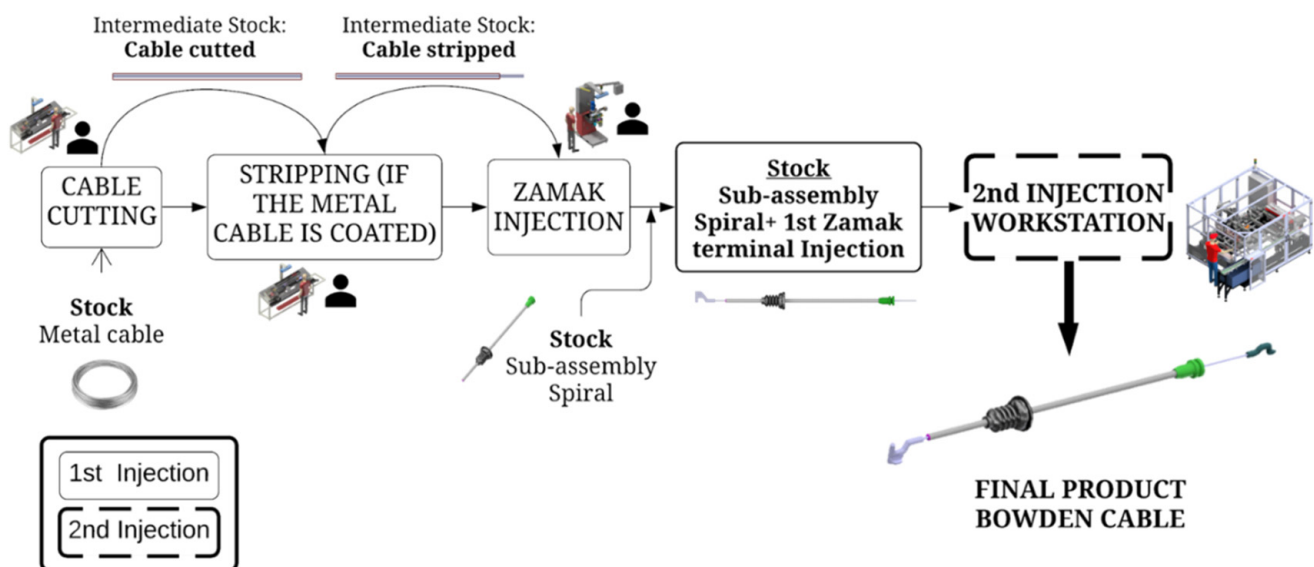 Intermediate Stock:
Cable cutted
Intermediate Stock:
Cable stripped
CABLE
CUTTING
STRIPPING (IF
THE METAL
CABLE IS COATED)
ZAMAK
INJECTION
Stock
Sub-assembly
Spiral+ 1st Zamak
terminal Injection
2nd INJECTION
WORKSTATION
Stock
Metal cable
Stock
Sub-assembly
Spiral
1st Injection
2nd Injection
FINAL PRODUCT
BOWDEN CABLE